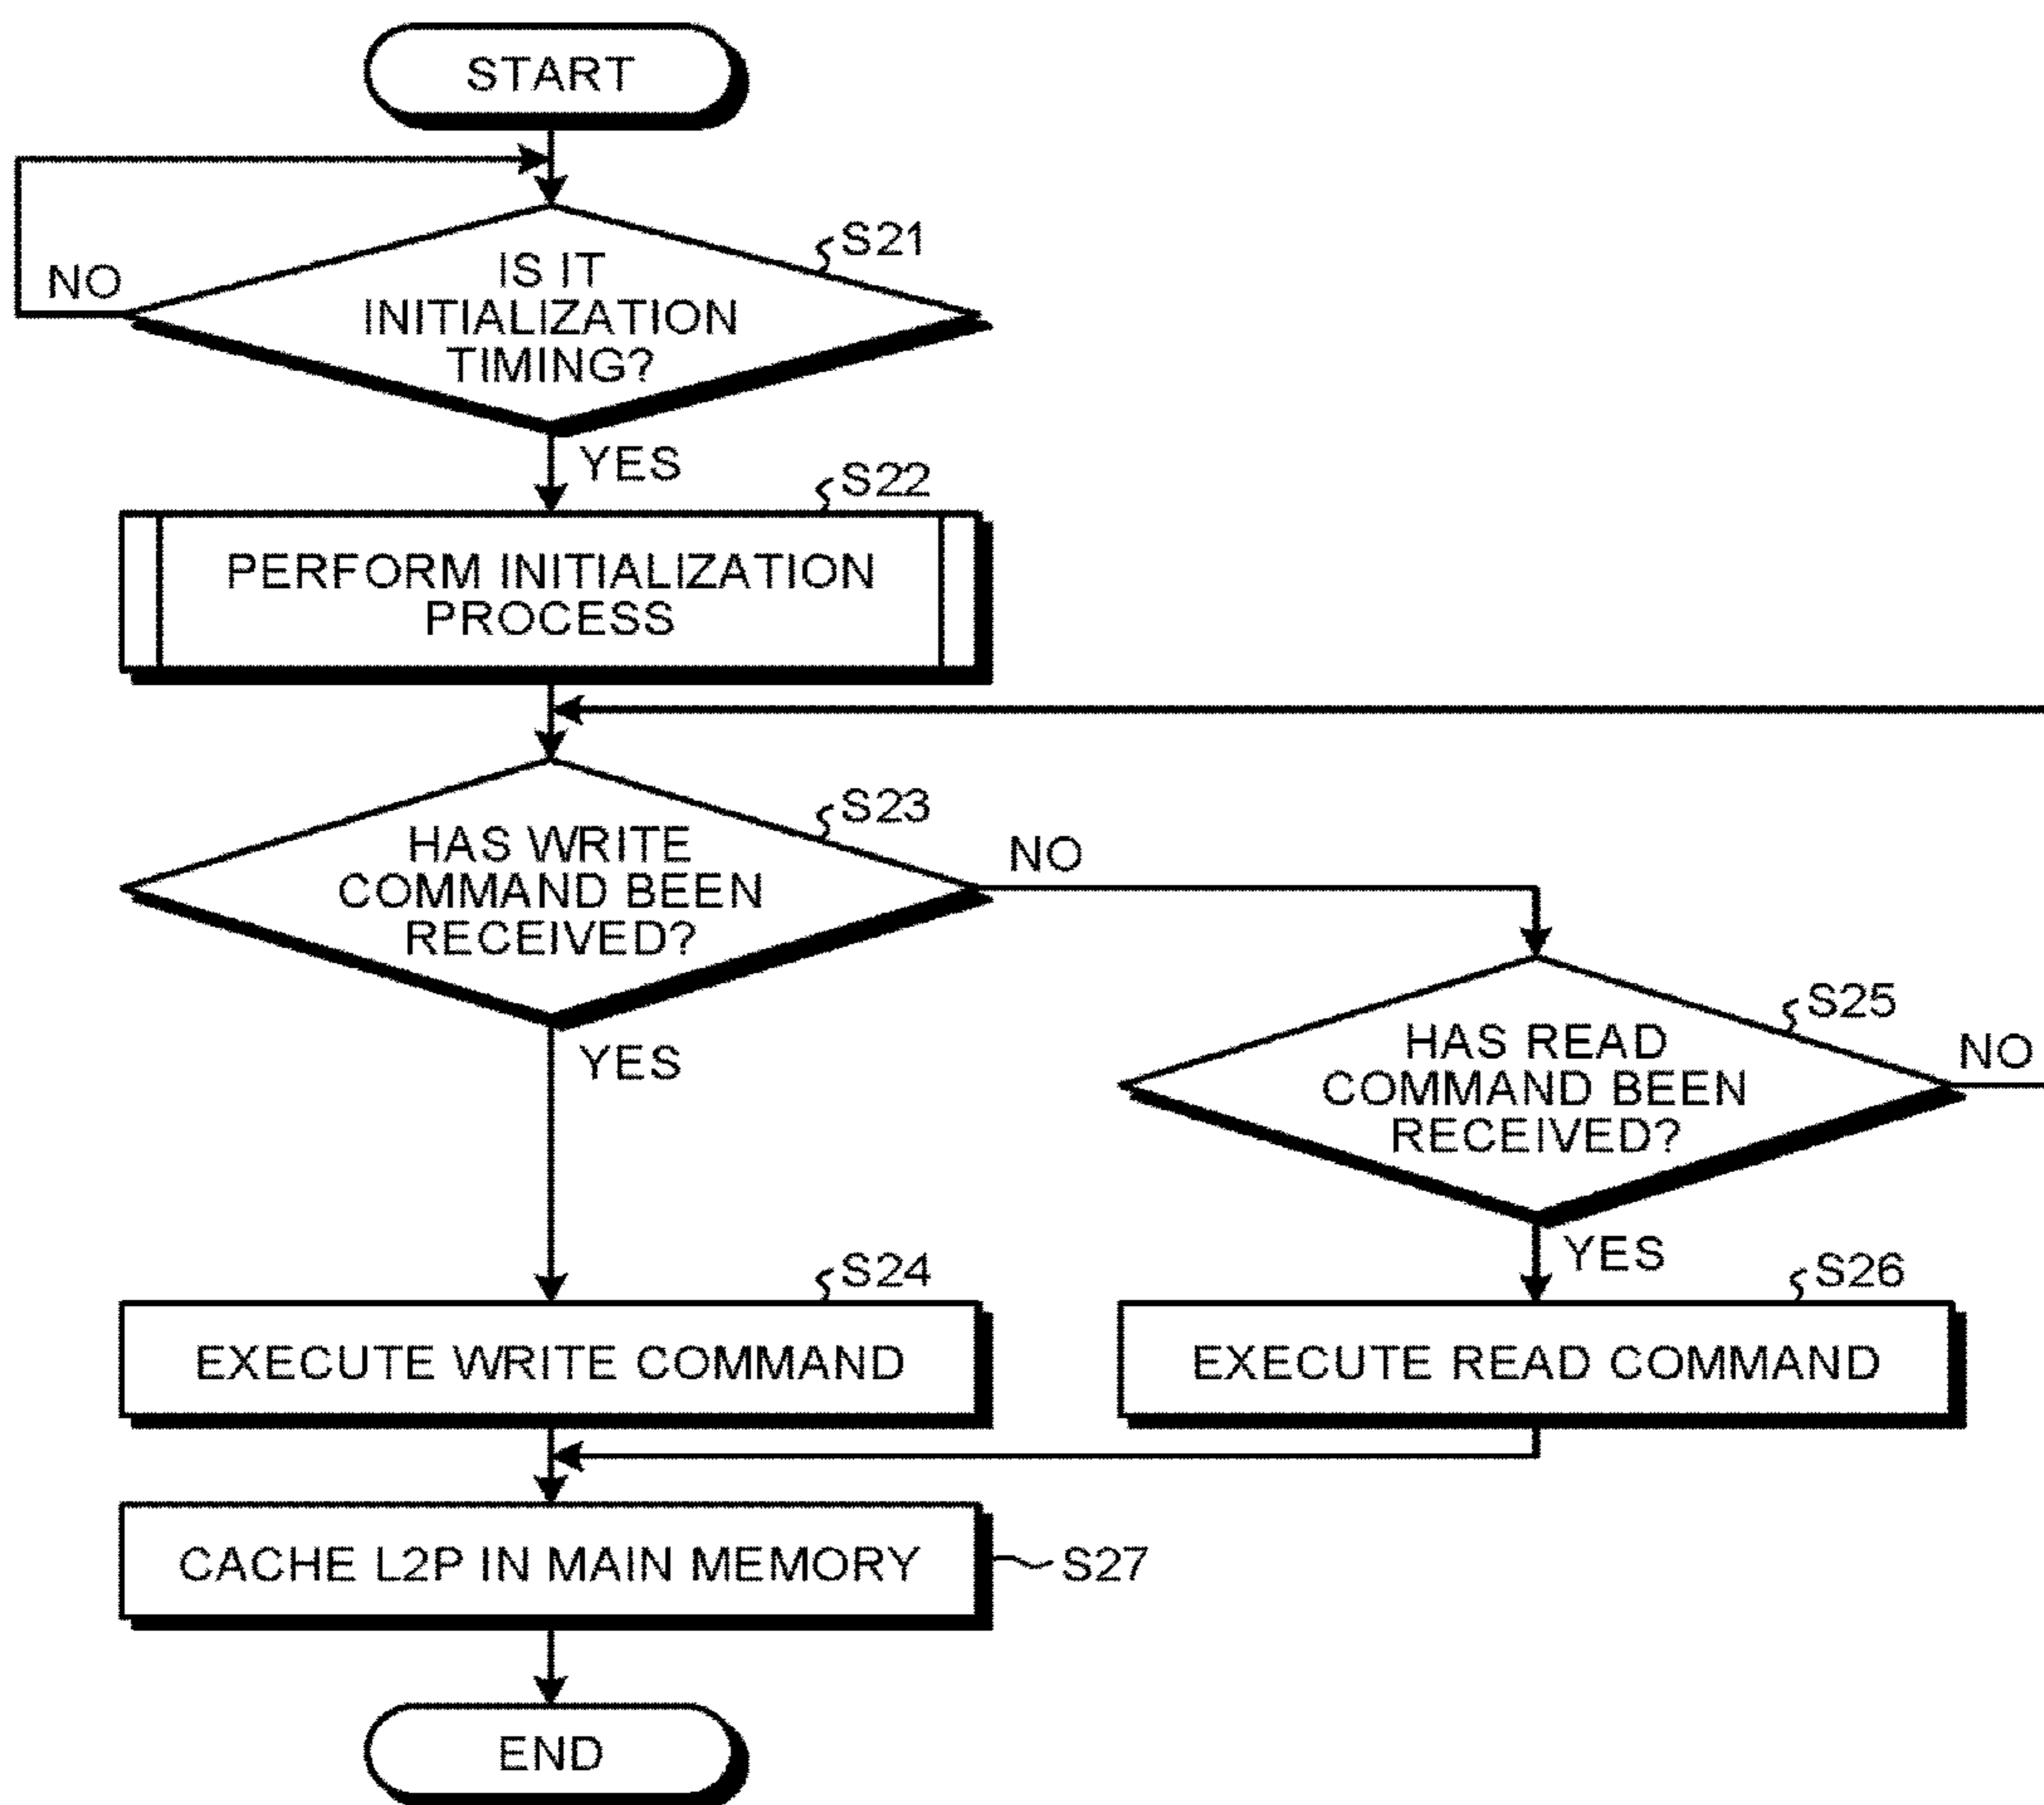 START
S21
IS IT
INITIALIZATION
TIMING?
NO
YES
S22
PERFORM INITIALIZATION
PROCESS
S23
HAS WRITE
COMMAND BEEN
RECEIVED?
NO
YES
S25
HAS READ
COMMAND BEEN
RECEIVED?
NO
YES
S24
EXECUTE WRITE COMMAND
S26
EXECUTE READ COMMAND
CACHE L2P IN MAIN MEMORY
S27
END